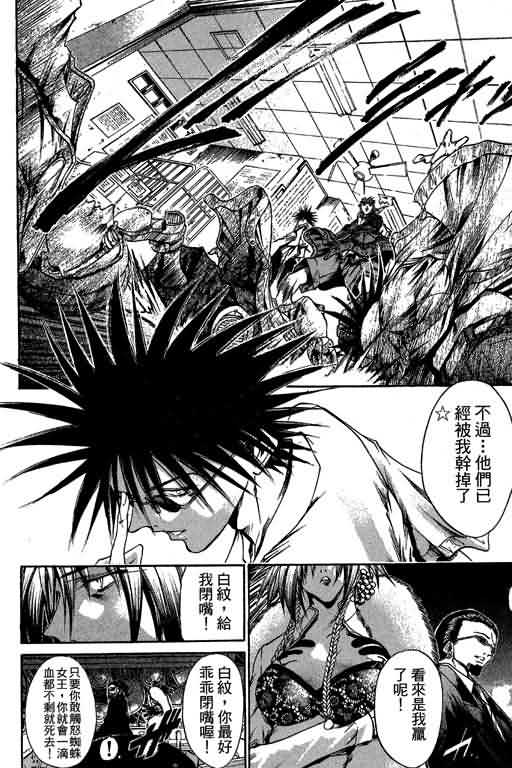 不過…他們已
經被我幹掉了
☆
看來是我贏
了呢！
白紋，給
我閉嘴！
白紋，你最好
乖乖閉嘴喔！
只要你敢觸怒蜘蛛
女王，你就會一滴
血都不剩就死去！
！